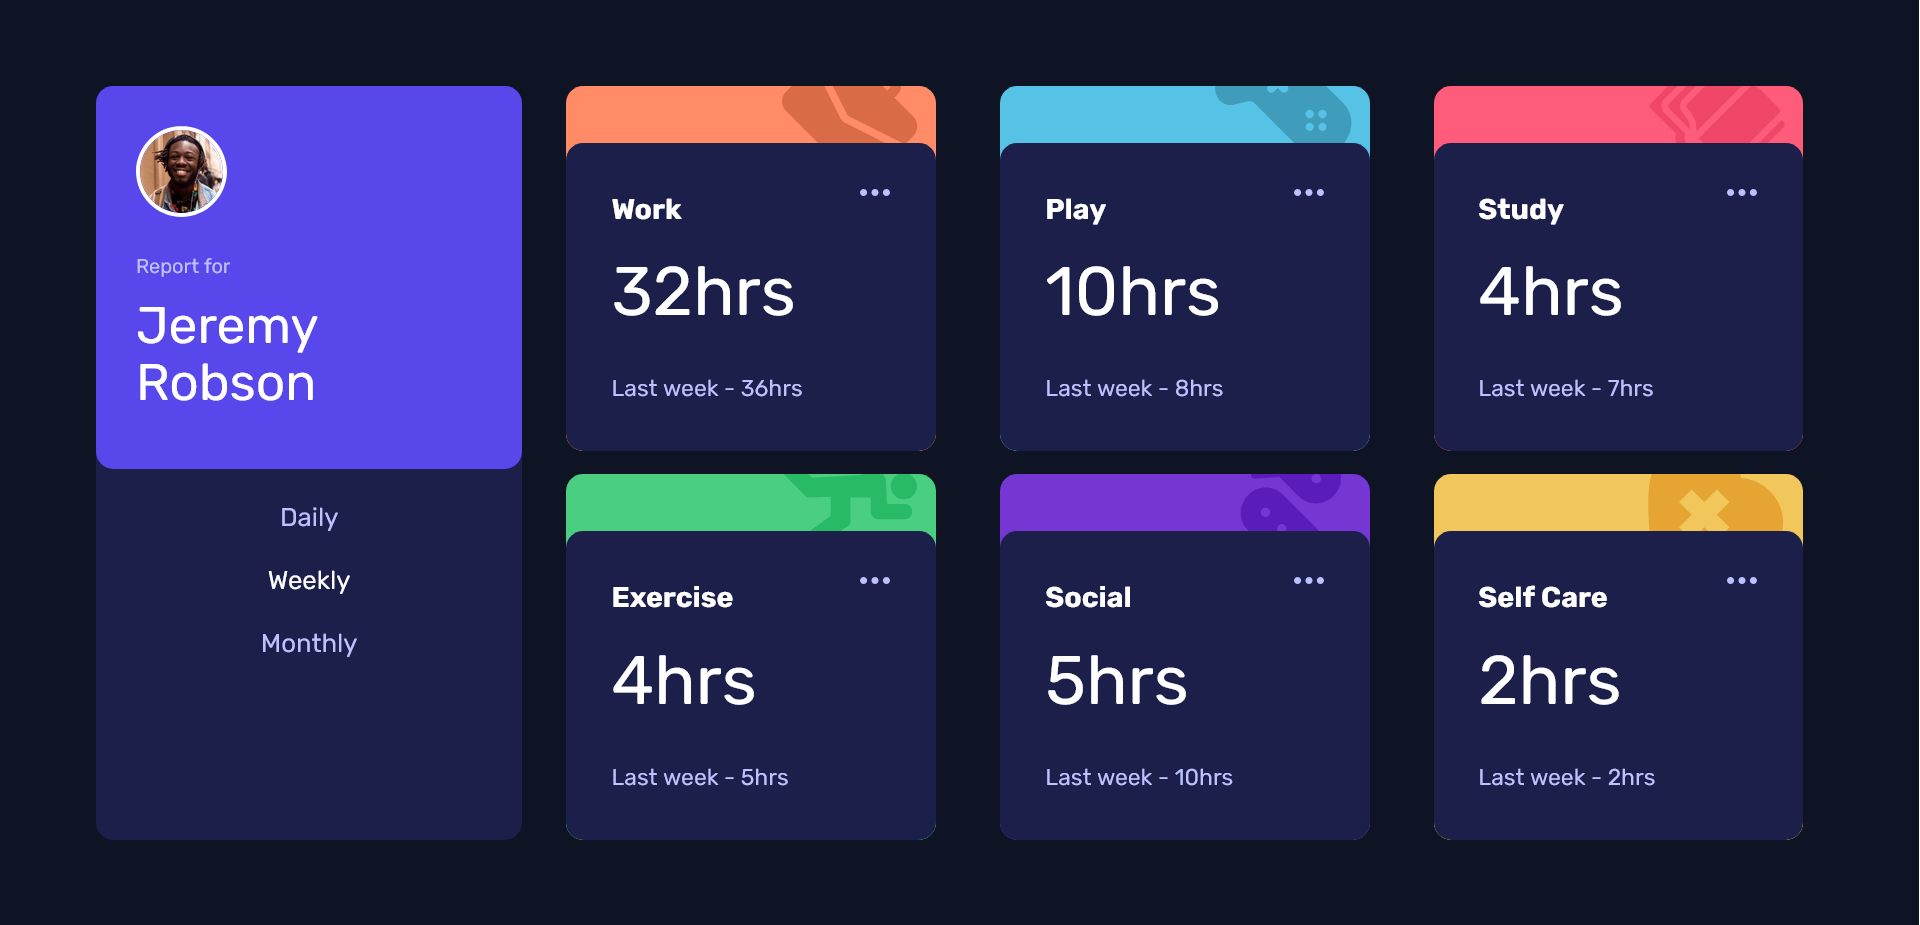 Report for
Jeremy
Robson
Daily
Weekly
Monthly
Work
32hrs
Last week - 36hrs
Play
10hrs
Last week - 8hrs
Study
4hrs
Last week - 7hrs
Exercise
4hrs
Last week - 5hrs
Social
5hrs
Last week - 10hrs
Self Care
2hrs
Last week - 2hrs